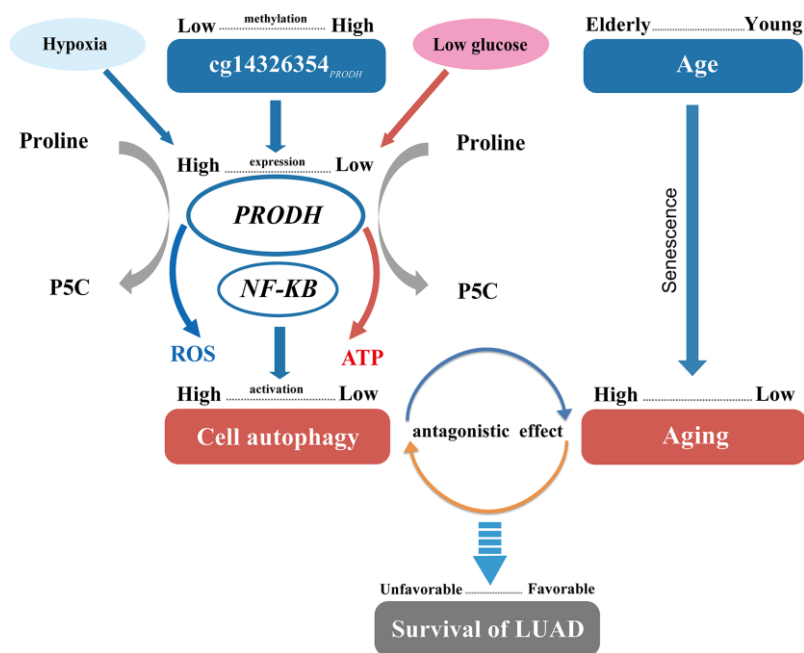 Hypoxia
Low methylation High
cg14326354PRODH
Low glucose
Elderly Young
Age
Proline
High expression Low
Proline
PRODH
Senescence
P5C
NF-KB
P5C
ROS
ATP
High activation Low
Cell autophagy
antagonistic effect
High Low
Aging
Unfavorable Favorable
Survival of LUAD